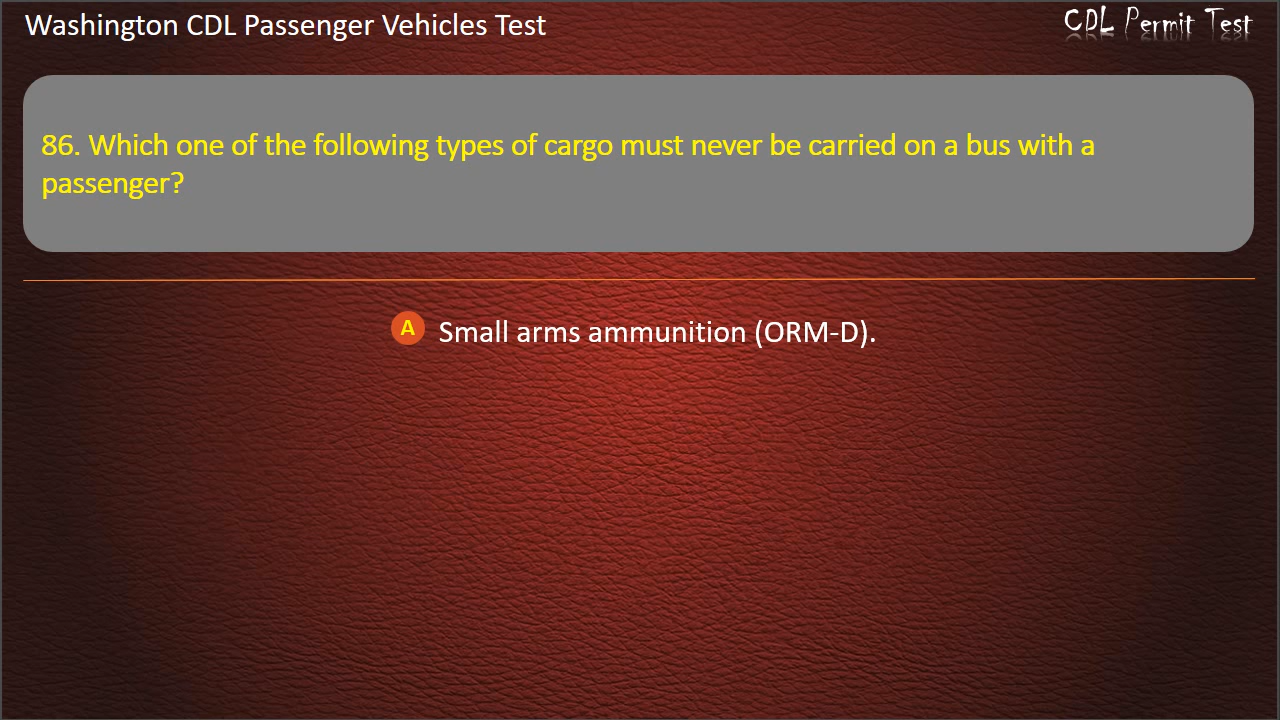 Washington CDL Passenger Vehicles Test
CDL Permit Test
86. Which one of the following types of cargo must never be carried on a bus with a
passenger?
A Small arms ammunition (ORM-D).